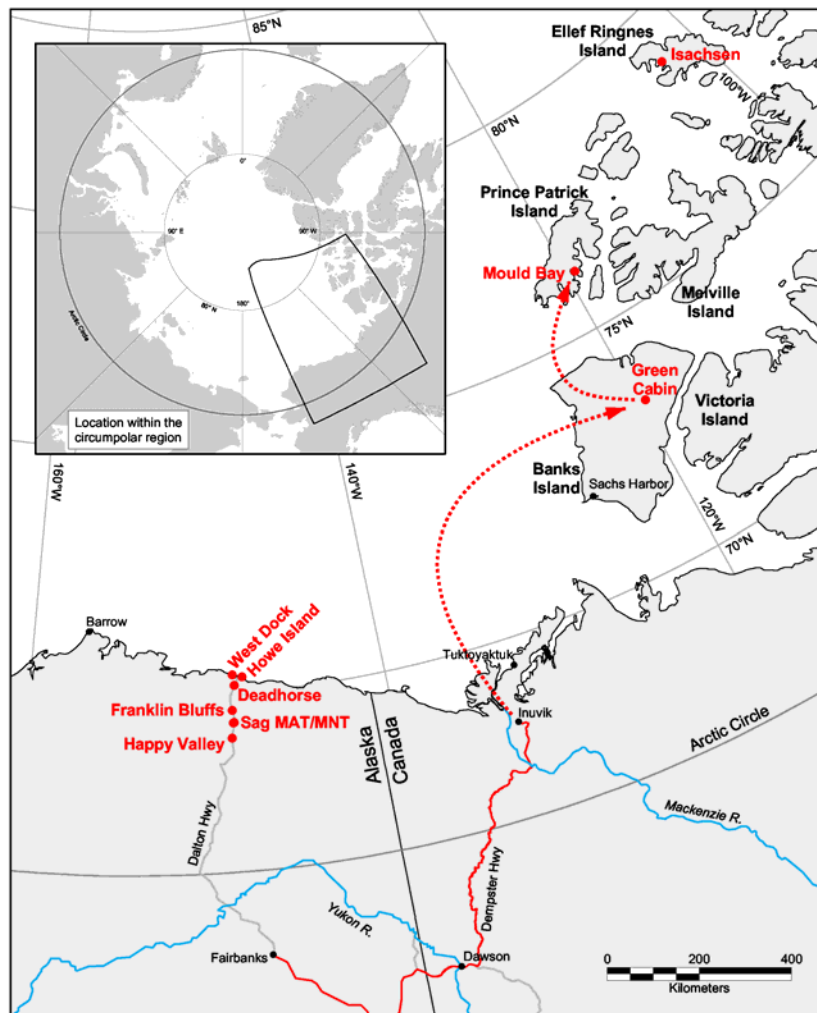 85°N
Ellef Ringnes
Island
Isachsen
100°W
80°N
0°
90° E
90° W
80° N
180°
Arctic Circle
Location within the
circumpolar region
Prince Patrick
Island
Mould Bay
Melville
Island
75°N
Green
Cabin
Victoria
Island
Banks
Island
Sachs Harbor
120°W
70°N
160°W
140°W
Barrow
West Dock
Howe Island
Deadhorse
Franklin Bluffs
Sag MAT/MNT
Happy Valley
Tuktoyaktuk
Inuvik
Alaska
Canada
Arctic Circle
Mackenzie R.
Dalton Hwy
Dempster Hwy
Yukon R.
Fairbanks
Dawson
0 100 200 400
Kilometers